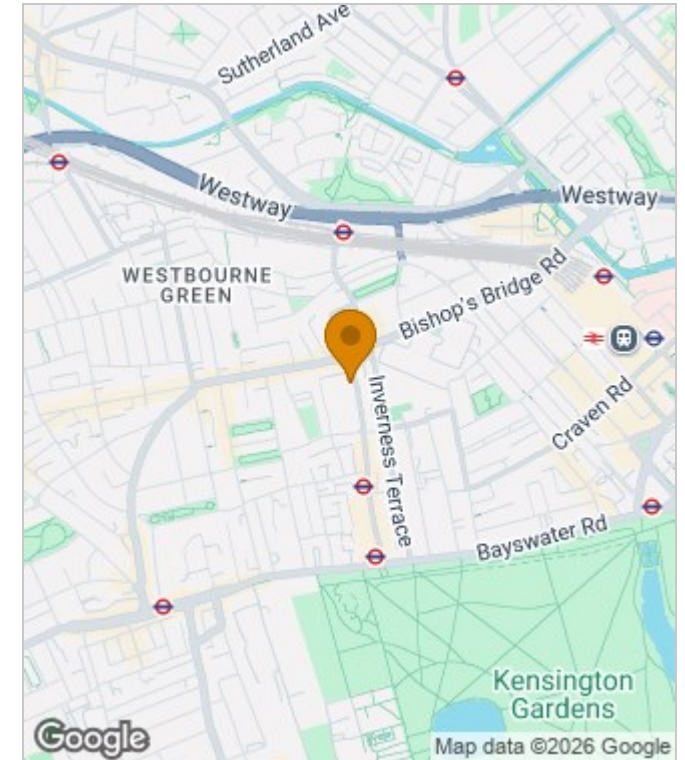 Sutherland Ave
Westway
Westway
WESTBOURNE
GREEN
Bishop's Bridge Rd
Inverness Terrace
Craven Rd
Bayswater Rd
Kensington
Gardens
Google
Map data ©2026 Google